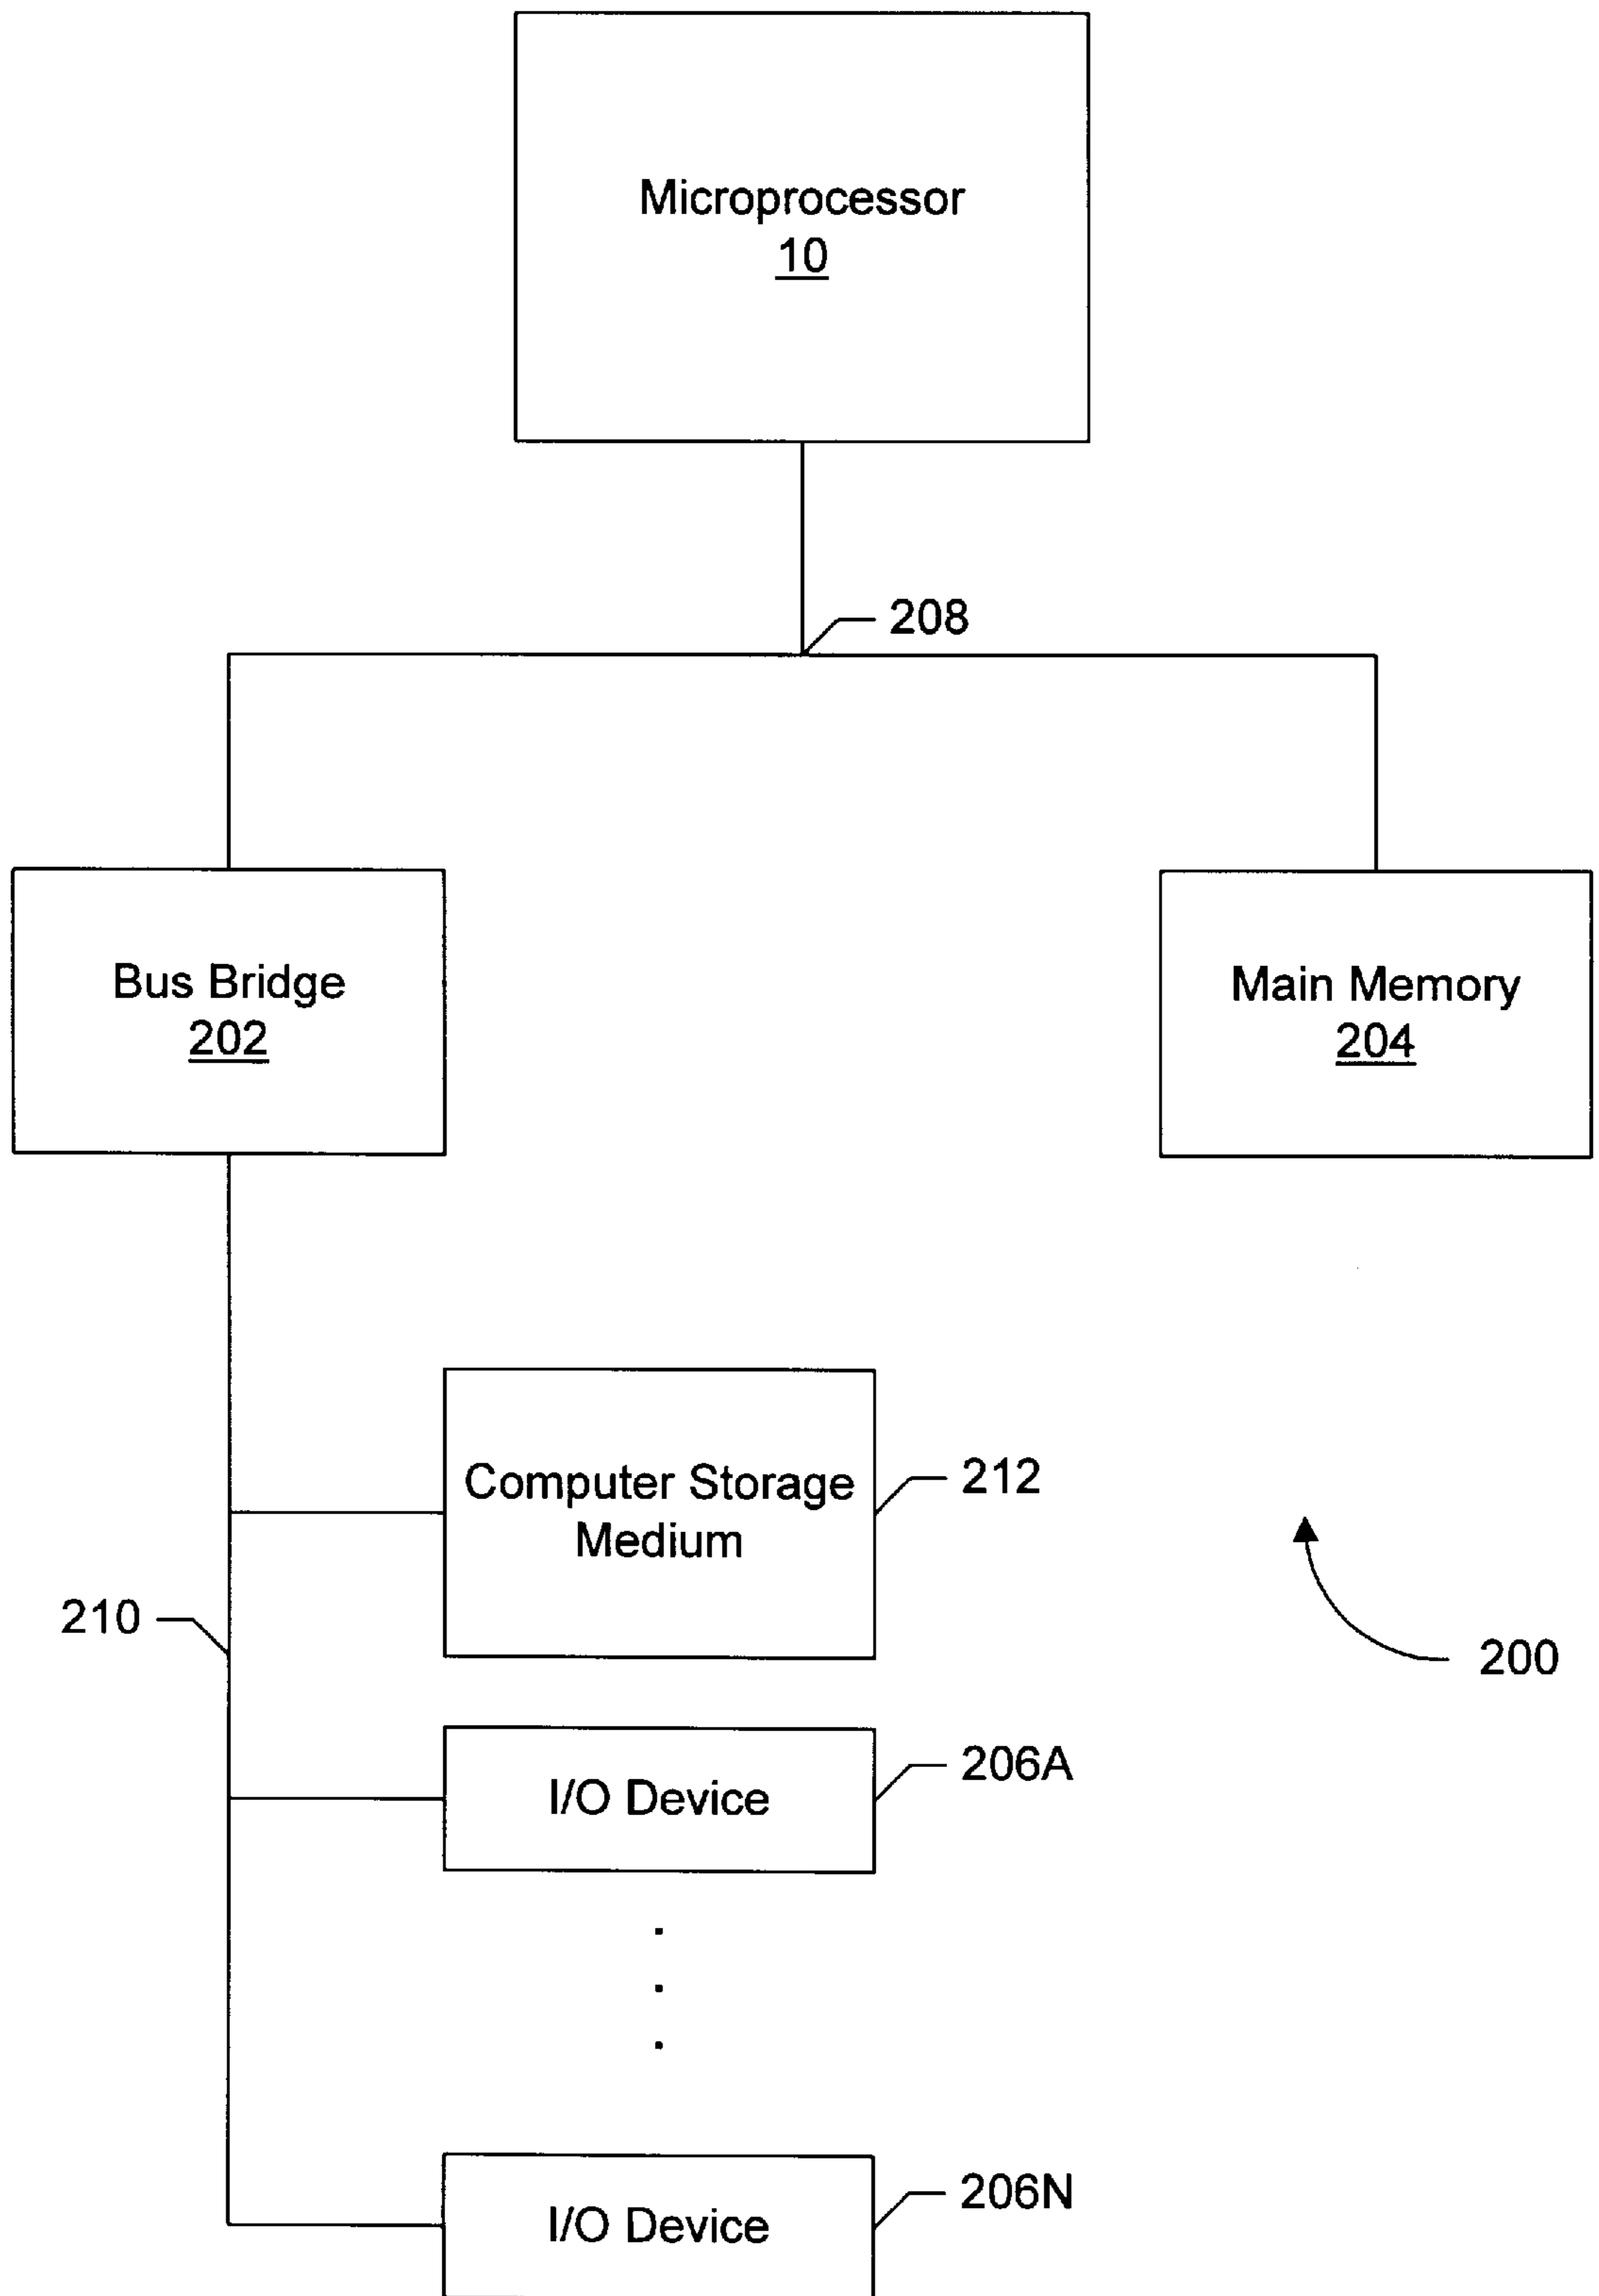 Microprocessor
10
208
Bus Bridge
202
Main Memory
204
Computer Storage
Medium
212
210
200
I/O Device
206A
I/O Device
206N